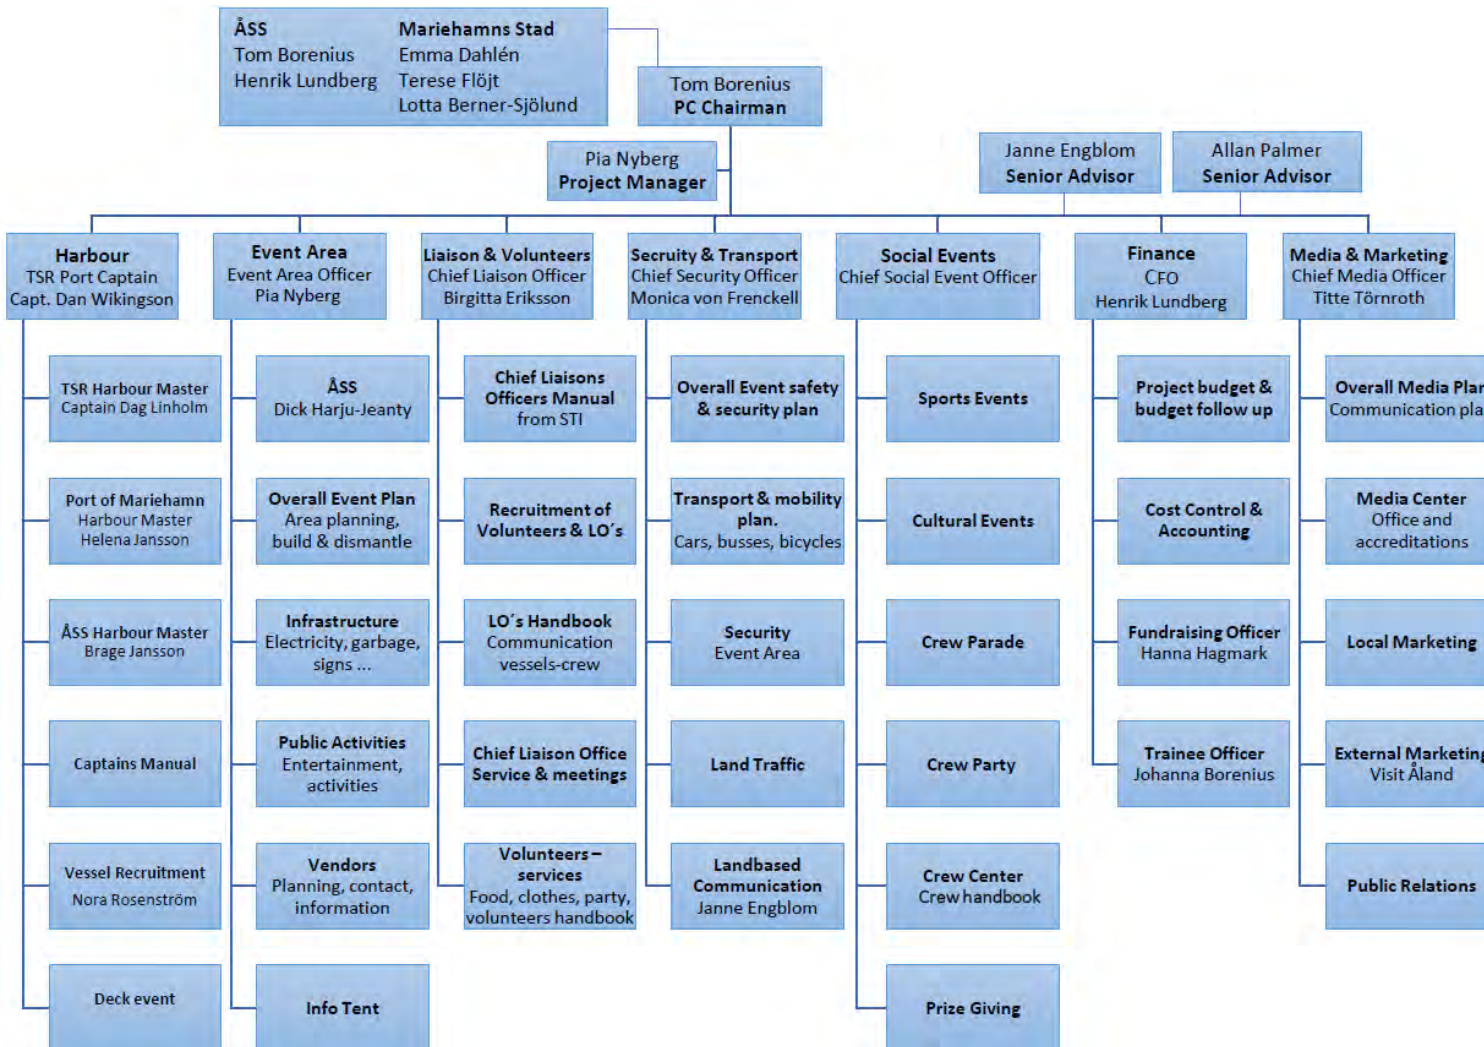 ÅSS
Tom Borenius
Henrik Lundberg
Mariehamns Stad
Emma Dahlén
Terese Flöjt
Lotta Berner-Sjölund
Tom Borenius
PC Chairman
Pia Nyberg
Project Manager
Janne Engblom
Senior Advisor
Allan Palmer
Senior Advisor
Harbour
TSR Port Captain
Capt. Dan Wikingson
Event Area
Event Area Officer
Pia Nyberg
Liaison & Volunteers
Chief Liaison Officer
Birgitta Eriksson
Secruity & Transport
Chief Security Officer
Monica von Frenckell
Social Events
Chief Social Event Officer
Finance
CFO
Henrik Lundberg
Media & Marketing
Chief Media Officer
Titte Törnroth
TSR Harbour Master
Captain Dag Linholm
Port of Mariehamn
Harbour Master
Helena Jansson
ÅSS Harbour Master
Brage Jansson
Captains Manual
Vessel Recruitment
Nora Rosenström
Deck event
ÅSS
Dick Harju-Jeanty
Overall Event Plan
Area planning,
build & dismantle
Infrastructure
Electricity, garbage,
signs ...
Public Activities
Entertainment,
activities
Vendors
Planning, contact,
information
Info Tent
Chief Liaisons
Officers Manual
from STI
Recruitment of
Volunteers & LO´s
LO´s Handbook
Communication
vessels-crew
Chief Liaison Office
Service & meetings
Volunteers –
services
Food, clothes, party,
volunteers handbook
Overall Event safety
& security plan
Transport & mobility
plan.
Cars, busses, bicycles
Security
Event Area
Land Traffic
Landbased
Communication
Janne Engblom
Sports Events
Cultural Events
Crew Parade
Crew Party
Crew Center
Crew handbook
Prize Giving
Project budget &
budget follow up
Cost Control &
Accounting
Fundraising Officer
Hanna Hagmark
Trainee Officer
Johanna Borenius
Overall Media Plan
Communication pla
Media Center
Office and
accreditations
Local Marketing
External Marketing
Visit Åland
Public Relations